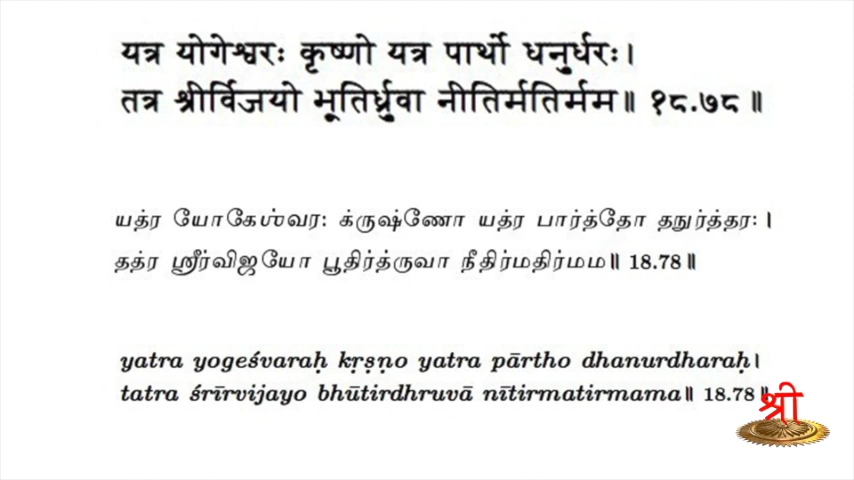 यत्र योगेश्वरः कृष्णो यत्र पार्थो धनुर्धरः।
तत्र श्रीर्विजयो भूतिर्ध्रुवा नीतिर्मतिर्मम॥ १८.७८॥
யத்ர யோகேஶ்வர: க்ருஷ்ணோ யத்ர பார்த்தோ தநுர்த்தர:।
தத்ர ஸ்ரீர்விஜயோ பூதிர்த்ருவா நீதிர்மதிர்மம॥ 18.78॥
yatra yogeśvaraḥ kṛṣṇo yatra pārtho dhanurdharaḥ।
tatra śrīrvijayo bhūtirdhruvā nītirmatirmama॥ 18.78॥
श्री